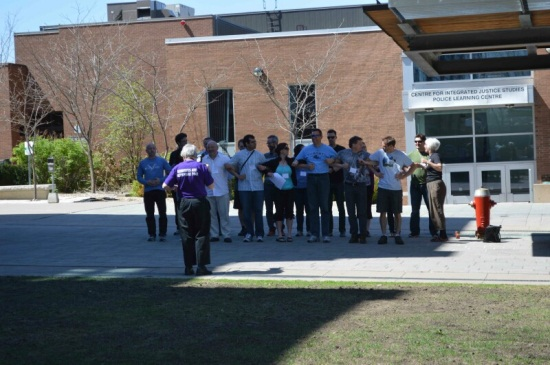 CENTRE FOR INTEGRATED JUSTICE STUDIES
POLICE LEARNING CENTRE